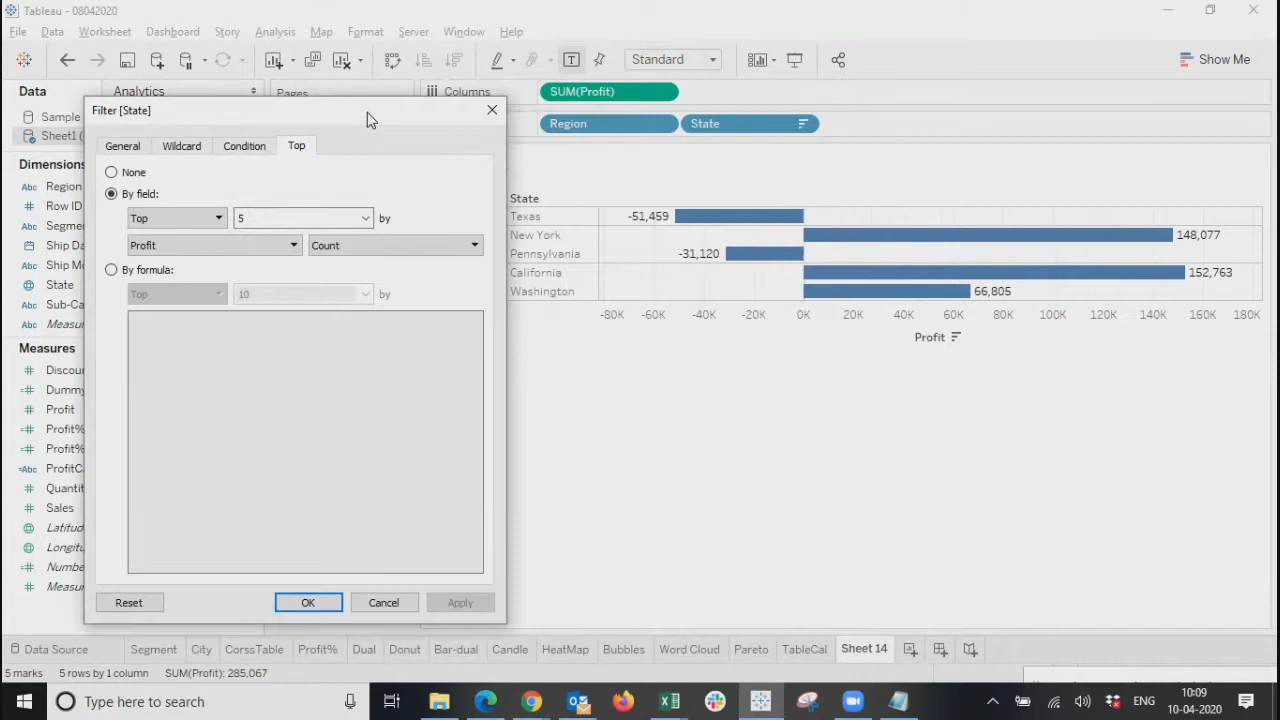 Tableau - 08042020
File Data Worksheet Dashboard Story Analysis Map Format Server Window Help
Standard
Show Me
Data Analytics
Pages
Columns
SUM(Profit)
Sample
Sheet1 (
Region State
Dimensions
Abc Region
Row ID
Abc Segme
Ship Da
Abc Ship Mo
State
Abc Sub-Ca
Measur
Measures
Discou
Dummy
Profit
Profit%
Profit%
=Abc ProfitCa
Quantit
Sales
Latitud
Longitu
Numbe
Measu
Filter [State]
General Wildcard Condition Top
None
By field:
Top 5 by
Profit Count
By formula:
Top 10 by
Reset OK Cancel Apply
State
Texas -51,459
New York 148,077
Pennsylvania -31,120
California 152,763
Washington 66,805
-80K -60K -40K -20K 0K 20K 40K 60K 80K 100K 120K 140K 160K 180K
Profit
Data Source Segment City CorssTable Profit% Dual Donut Bar-dual Candle HeatMap Bubbles Word Cloud Pareto TableCal Sheet 14
5 marks 5 rows by 1 column SUM(Profit): 285,067
Type here to search
ENG
10:09
10-04-2020